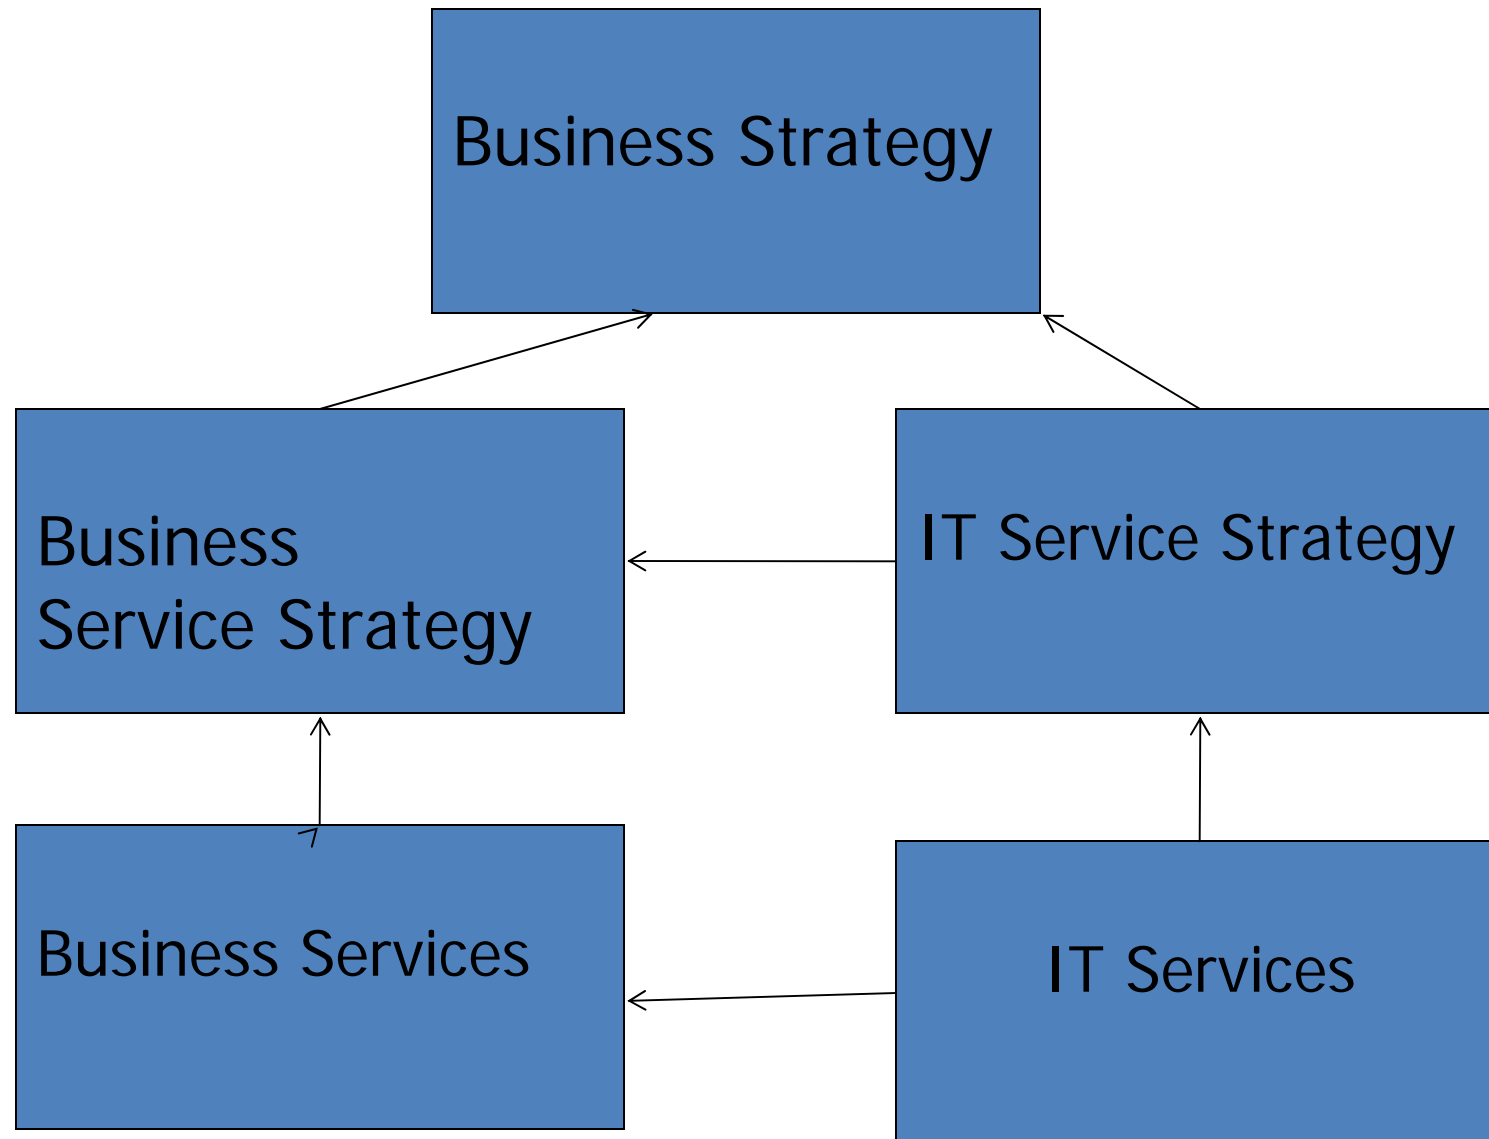 Business Strategy
Business
Service Strategy
IT Service Strategy
Business Services
IT Services